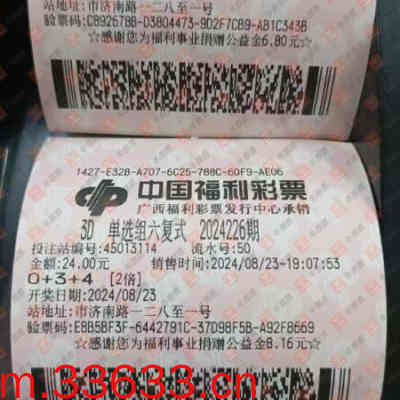 站地址:市济南路一二八至一号
验票码:C892678B-D3804473-9D2F7CB9-AB1C343B
☆感谢您为福利事业捐赠公益金6.80元☆
1427-E32B-A707-6C25-788C-60F9-AE06
中国福利彩票
广西福利彩票发行中心承销
3D 单选组六复式 2024226期
投注站编号:45013114 流水号:50
金额:24.00元 销售时间:2024/08/23-19:07:53
0+3+4 [2倍]
开奖日期:2024/08/23
站地址:市济南路一二八至一号
验票码:E8B5BF3F-6442791C-37D98F5B-A92F8669
☆感谢您为福利事业捐赠公益金8.16元☆
m.33633.cn.com